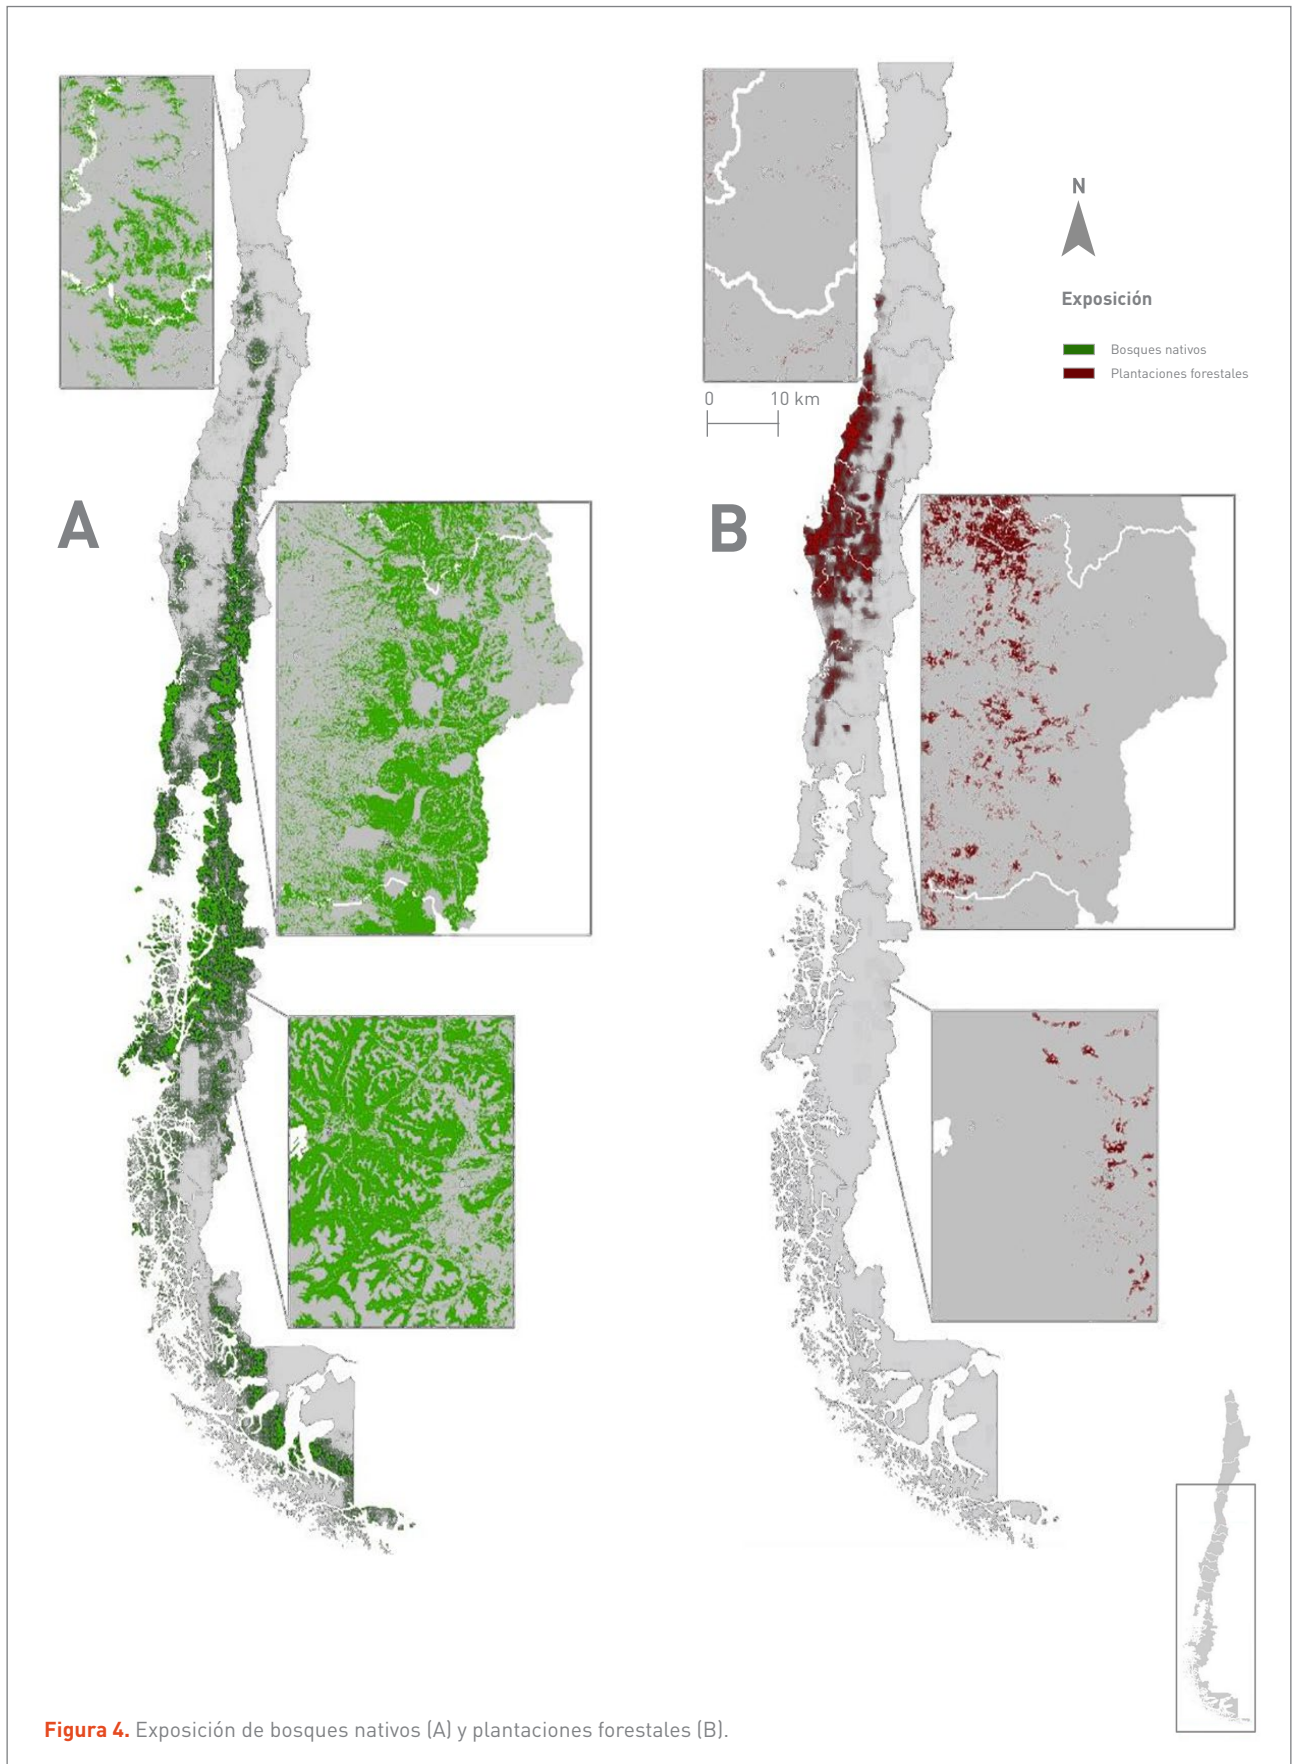 N
Exposición
Bosques nativos
Plantaciones forestales
0 10 km
A
B
Figura 4. Exposición de bosques nativos (A) y plantaciones forestales (B).